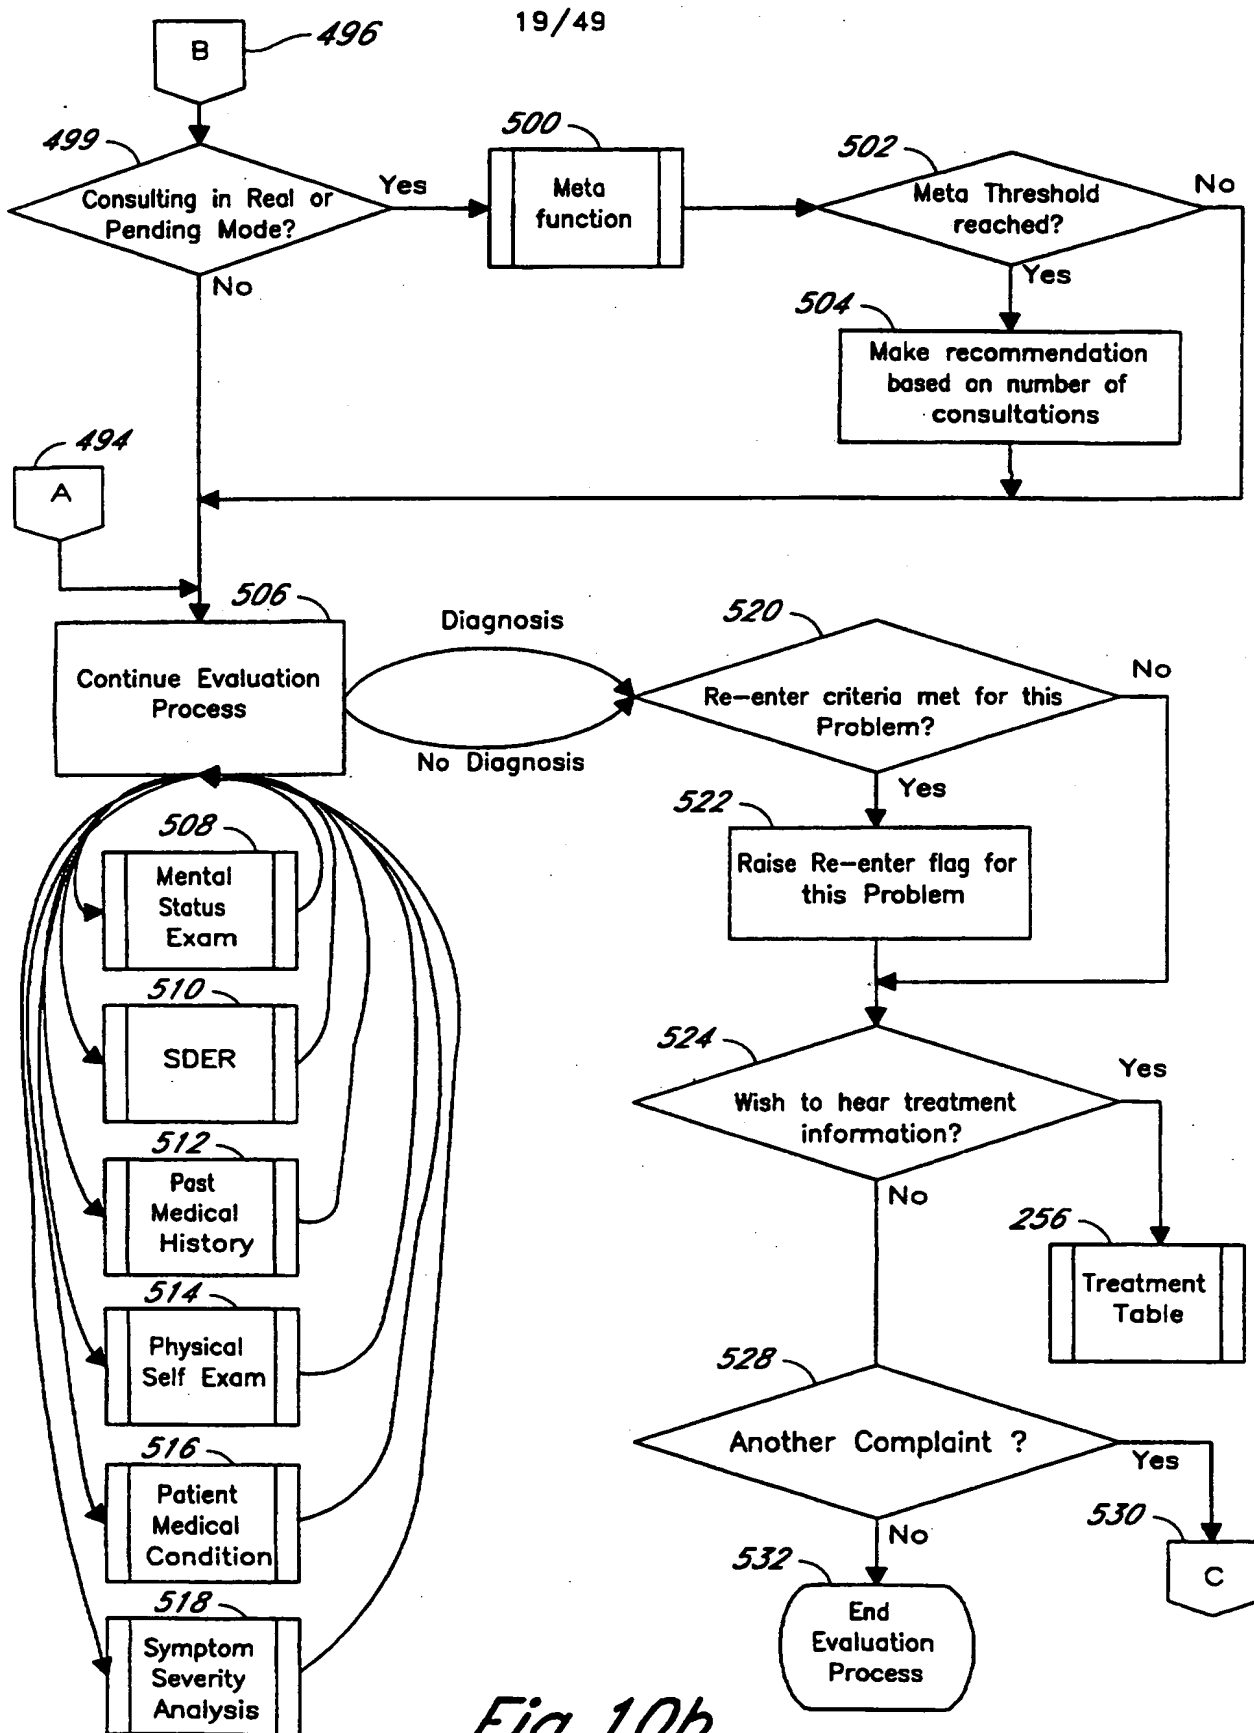 19/49
B
496
499
Consulting in Real or
Pending Mode?
Yes
No
500
Meta
function
502
Meta Threshold
reached?
No
Yes
504
Make recommendation
based on number of
consultations
494
A
506
Continue Evaluation
Process
Diagnosis
No Diagnosis
520
Re-enter criteria met for this
Problem?
No
Yes
522
Raise Re-enter flag for
this Problem
508
Mental
Status
Exam
510
SDER
512
Past
Medical
History
514
Physical
Self Exam
516
Patient
Medical
Condition
518
Symptom
Severity
Analysis
524
Wish to hear treatment
information?
Yes
No
256
Treatment
Table
528
Another Complaint ?
Yes
No
530
C
532
End
Evaluation
Process
Fig. 10b